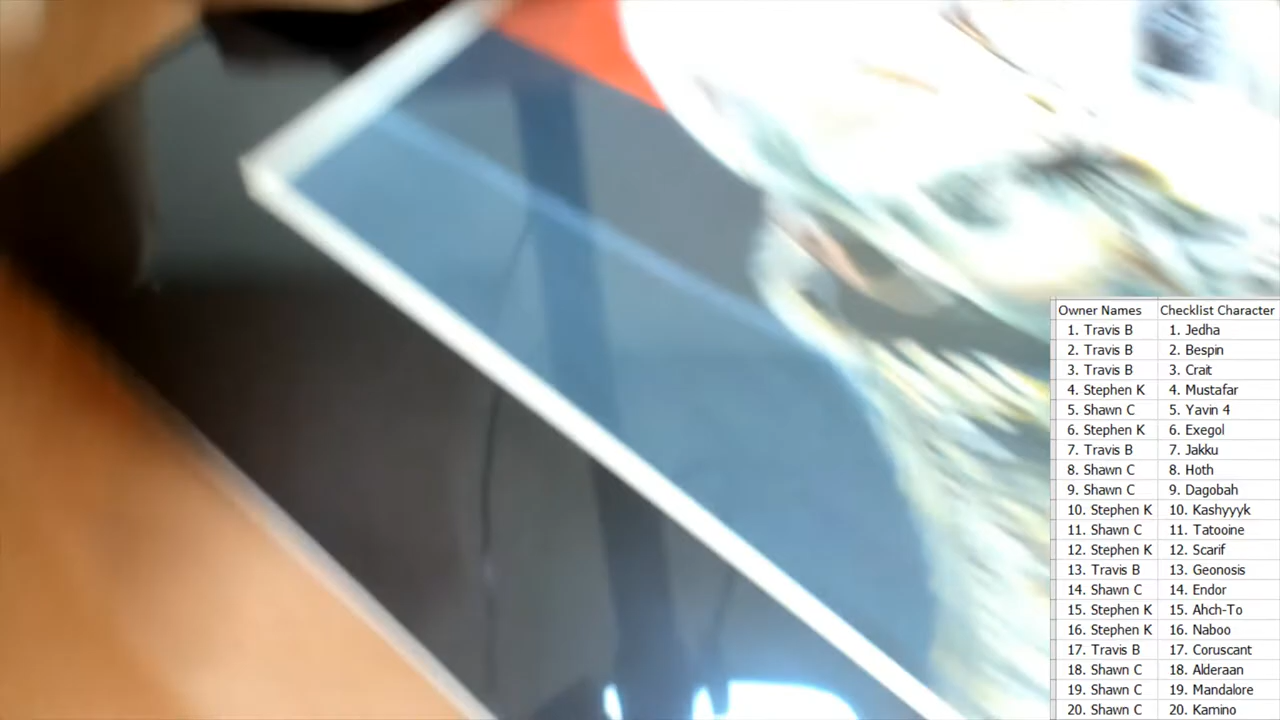 Owner Names Checklist Character
1. Travis B 1. Jedha
2. Travis B 2. Bespin
3. Travis B 3. Crait
4. Stephen K 4. Mustafar
5. Shawn C 5. Yavin 4
6. Stephen K 6. Exegol
7. Travis B 7. Jakku
8. Shawn C 8. Hoth
9. Shawn C 9. Dagobah
10. Stephen K 10. Kashyyyk
11. Shawn C 11. Tatooine
12. Stephen K 12. Scarif
13. Travis B 13. Geonosis
14. Shawn C 14. Endor
15. Stephen K 15. Ahch-To
16. Stephen K 16. Naboo
17. Travis B 17. Coruscant
18. Shawn C 18. Alderaan
19. Shawn C 19. Mandalore
20. Shawn C 20. Kamino